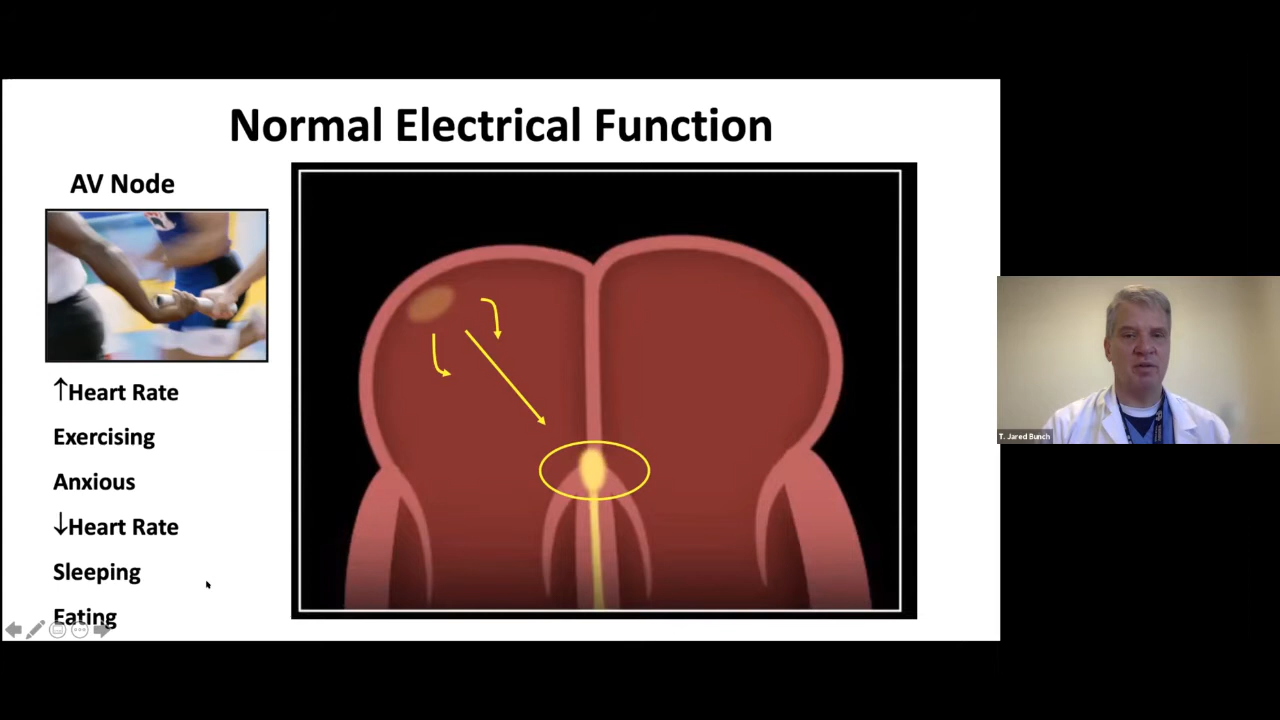 Normal Electrical Function
AV Node
↑Heart Rate
Exercising
Anxious
↓Heart Rate
Sleeping
Eating
T. Jared Bunch